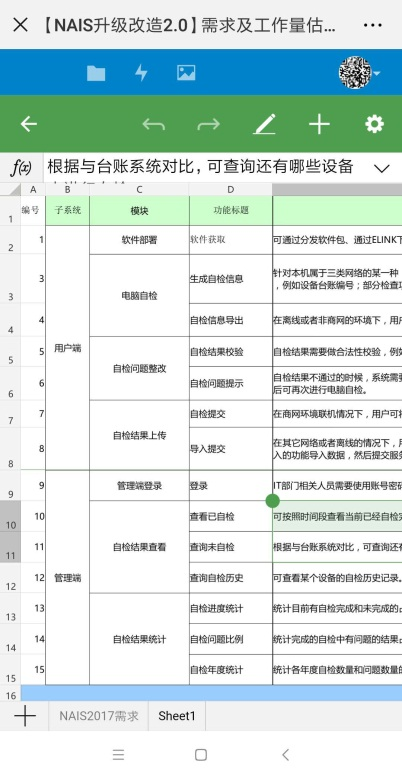 【NAIS升级改造2.0】需求及工作量估...
f(x) 根据与台账系统对比，可查询还有哪些设备
A B C D
1 编号 子系统 模块 功能标题
2 1 软件部署 软件获取 可通过分发软件包、通过ELINK下
3 3 生成自检信息 针对本机属于三类网络的某一种
，例如设备台账编号；部分检查项
电脑自检
4 4 自检信息导出 在离线或者非商网的环境下，用户
用户端
5 5 自检结果校验 自检结果需要做合法性校验，例如
自检问题整改
6 6 自检问题提示 自检结果不通过的时候，系统需要
后可再次进行电脑自检。
7 7 自检提交 在商网环境联机情况下，用户可将
自检结果上传
8 8 导入提交 在其它网络或者离线的情况下，用
入的功能导入数据，然后提交服务
9 9 管理端登录 登录 IT部门相关人员需要使用账号密码
10 10 查看已自检 可按照时间段查看当前已经自检完
11 11 自检结果查看 查询未自检 根据与台账系统对比，可查询还有
12 12 管理端 查询自检历史 可查看某个设备的自检历史记录。
13 13 自检进度统计 统计目前有自检完成和未完成的
14 14 自检结果统计 自检问题比例 统计完成的自检中有问题的结果
15 15 自检年度统计 统计各年度自检数量和问题数量的
16
NAIS2017需求 Sheet1